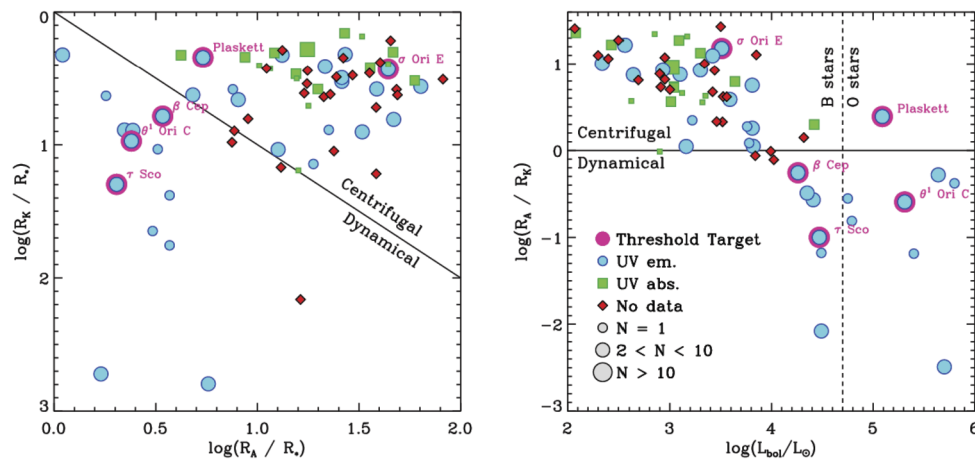 0
1
2
3
0.0
0.5
1.0
1.5
2.0
log(R_K / R_*)
log(R_A / R_*)
Plaskett
σ Ori E
β Cep
θ¹ Ori C
τ Sco
Centrifugal
Dynamical
1
0
-1
-2
-3
2
3
4
5
6
log(R_A / R_K)
log(L_bol/L_⊙)
σ Ori E
B stars
O stars
Plaskett
Centrifugal
Dynamical
β Cep
θ¹ Ori C
τ Sco
Threshold Target
UV em.
UV abs.
No data
N = 1
2 < N < 10
N > 10